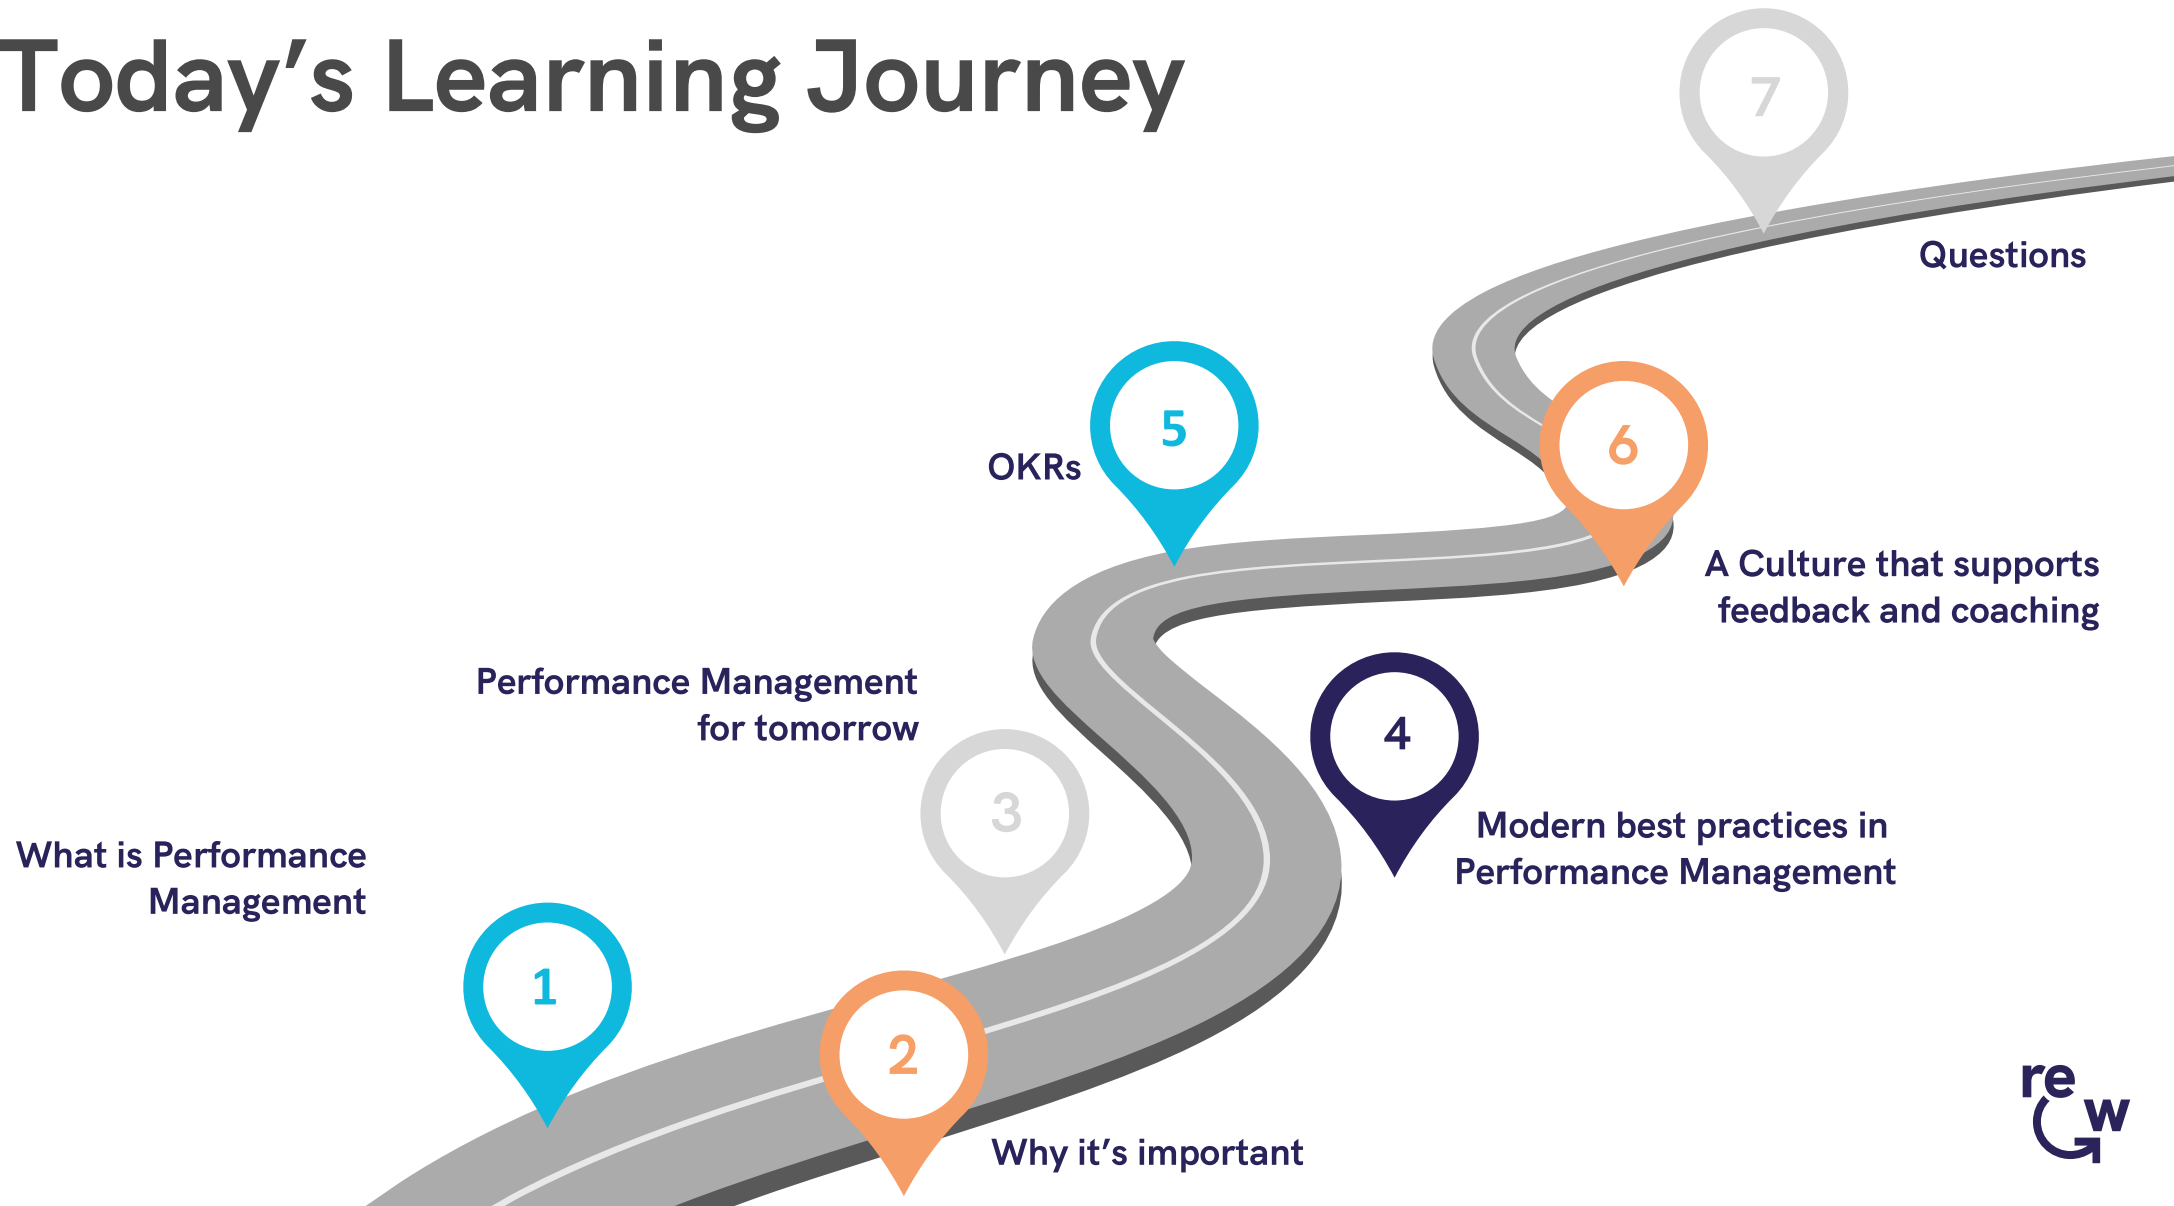 Today’s Learning Journey
7
Questions
5
OKRs
6
A Culture that supports
feedback and coaching
Performance Management
for tomorrow
3
4
Modern best practices in
Performance Management
What is Performance
Management
1
2
Why it’s important
re
w